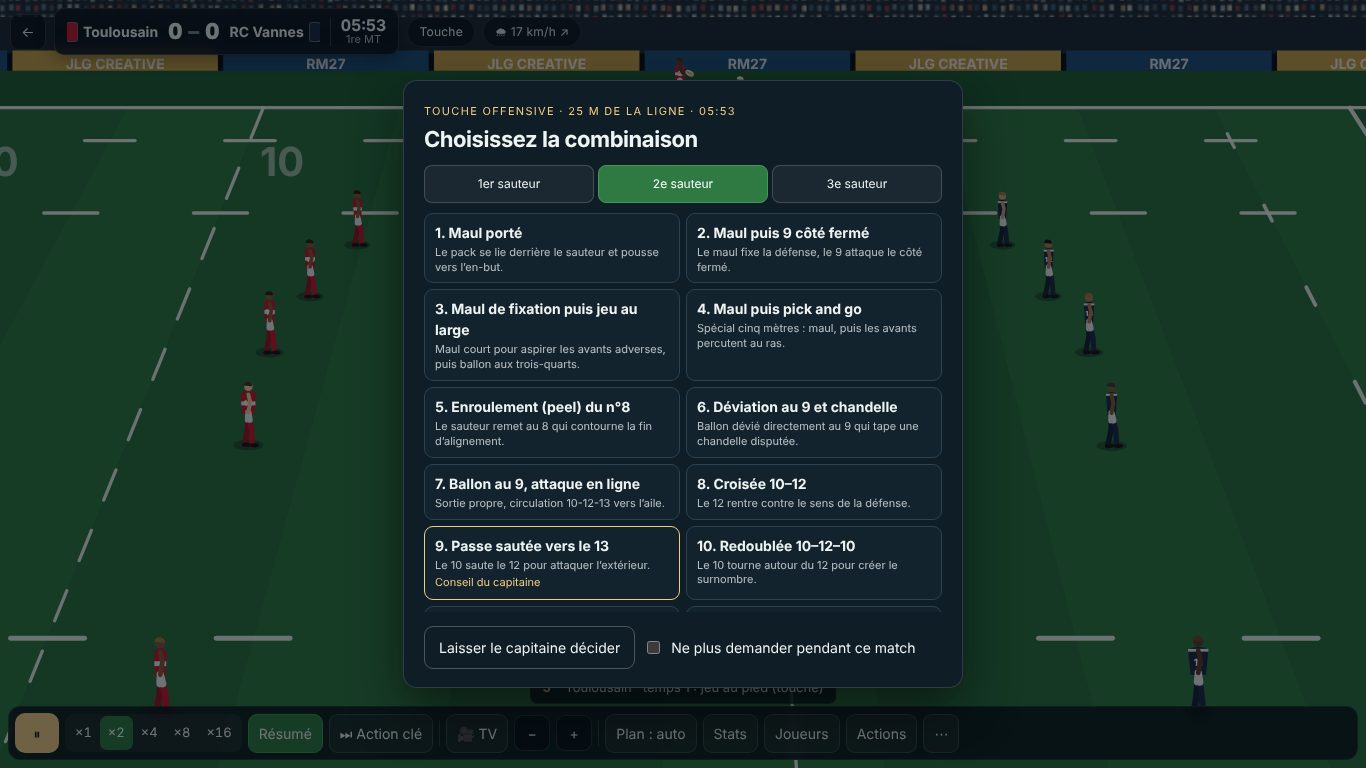 ← Toulousain 0 – 0 RC Vannes 05:53 1re MT Touche 17 km/h ↗
JLG CREATIVE RM27 JLG CREATIVE RM27 JLG CREATIVE RM27 JLG C
0 10
TOUCHE OFFENSIVE · 25 M DE LA LIGNE · 05:53
Choisissez la combinaison
1er sauteur 2e sauteur 3e sauteur
1. Maul porté
Le pack se lie derrière le sauteur et pousse
vers l'en-but.
2. Maul puis 9 côté fermé
Le maul fixe la défense, le 9 attaque le côté
fermé.
3. Maul de fixation puis jeu au
large
Maul court pour aspirer les avants adverses,
puis ballon aux trois-quarts.
4. Maul puis pick and go
Spécial cinq mètres : maul, puis les avants
percutent au ras.
5. Enroulement (peel) du n°8
Le sauteur remet au 8 qui contourne la fin
d'alignement.
6. Déviation au 9 et chandelle
Ballon dévié directement au 9 qui tape une
chandelle disputée.
7. Ballon au 9, attaque en ligne
Sortie propre, circulation 10-12-13 vers l'aile.
8. Croisée 10–12
Le 12 rentre contre le sens de la défense.
9. Passe sautée vers le 13
Le 10 saute le 12 pour attaquer l'extérieur.
Conseil du capitaine
10. Redoublée 10–12–10
Le 10 tourne autour du 12 pour créer le
surnombre.
Laisser le capitaine décider Ne plus demander pendant ce match
Toulousain temps 1 : jeu au pied (touche)
×1 ×2 ×4 ×8 ×16 Résumé Action clé TV − + Plan : auto Stats Joueurs Actions ⋯